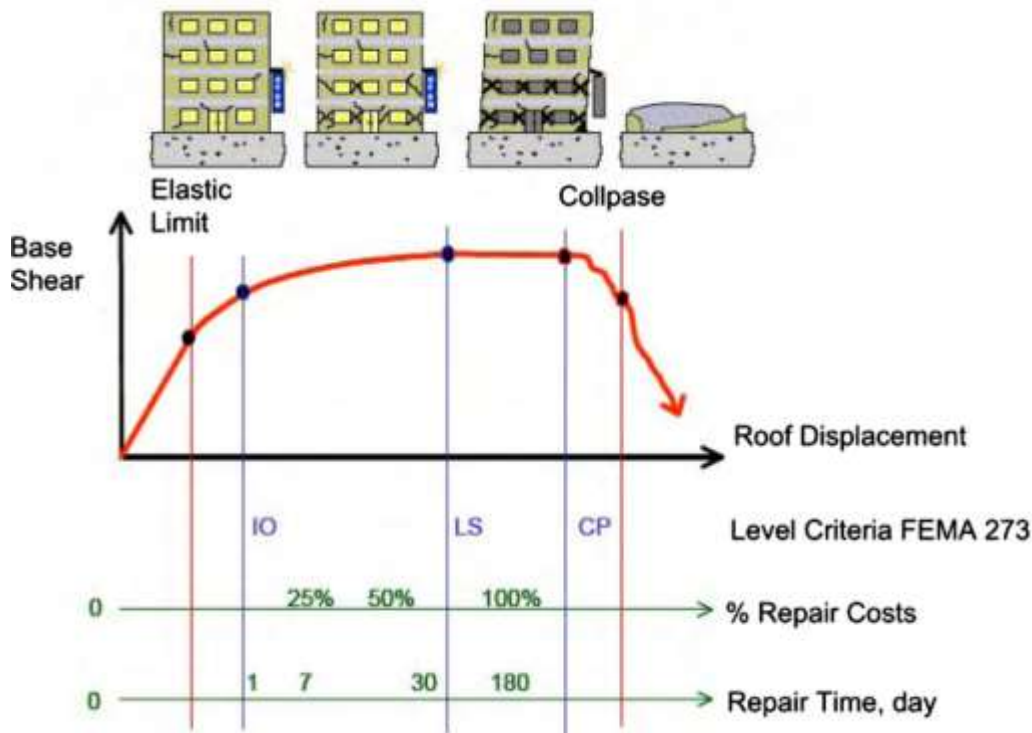 Elastic
Limit
Collpase
Base
Shear
Roof Displacement
IO LS CP Level Criteria FEMA 273
0 25% 50% 100% % Repair Costs
0 1 7 30 180 Repair Time, day